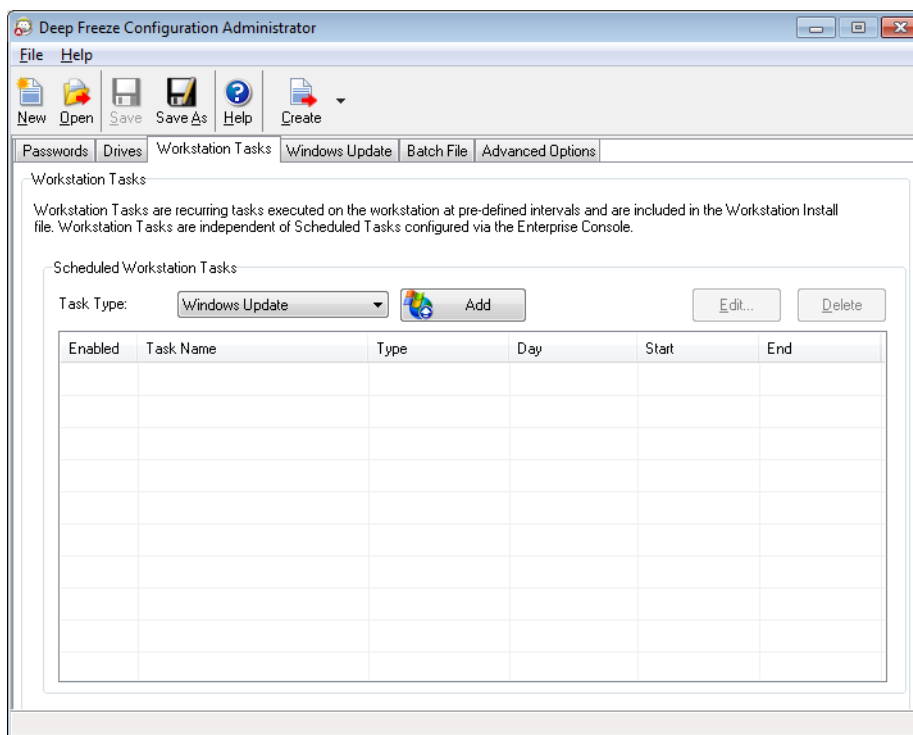 Deep Freeze Configuration Administrator
File Help
New Open Save Save As Help Create
Passwords Drives Workstation Tasks Windows Update Batch File Advanced Options
Workstation Tasks
Workstation Tasks are recurring tasks executed on the workstation at pre-defined intervals and are included in the Workstation Install
file. Workstation Tasks are independent of Scheduled Tasks configured via the Enterprise Console.
Scheduled Workstation Tasks
Task Type: Windows Update Add Edit... Delete
Enabled Task Name Type Day Start End